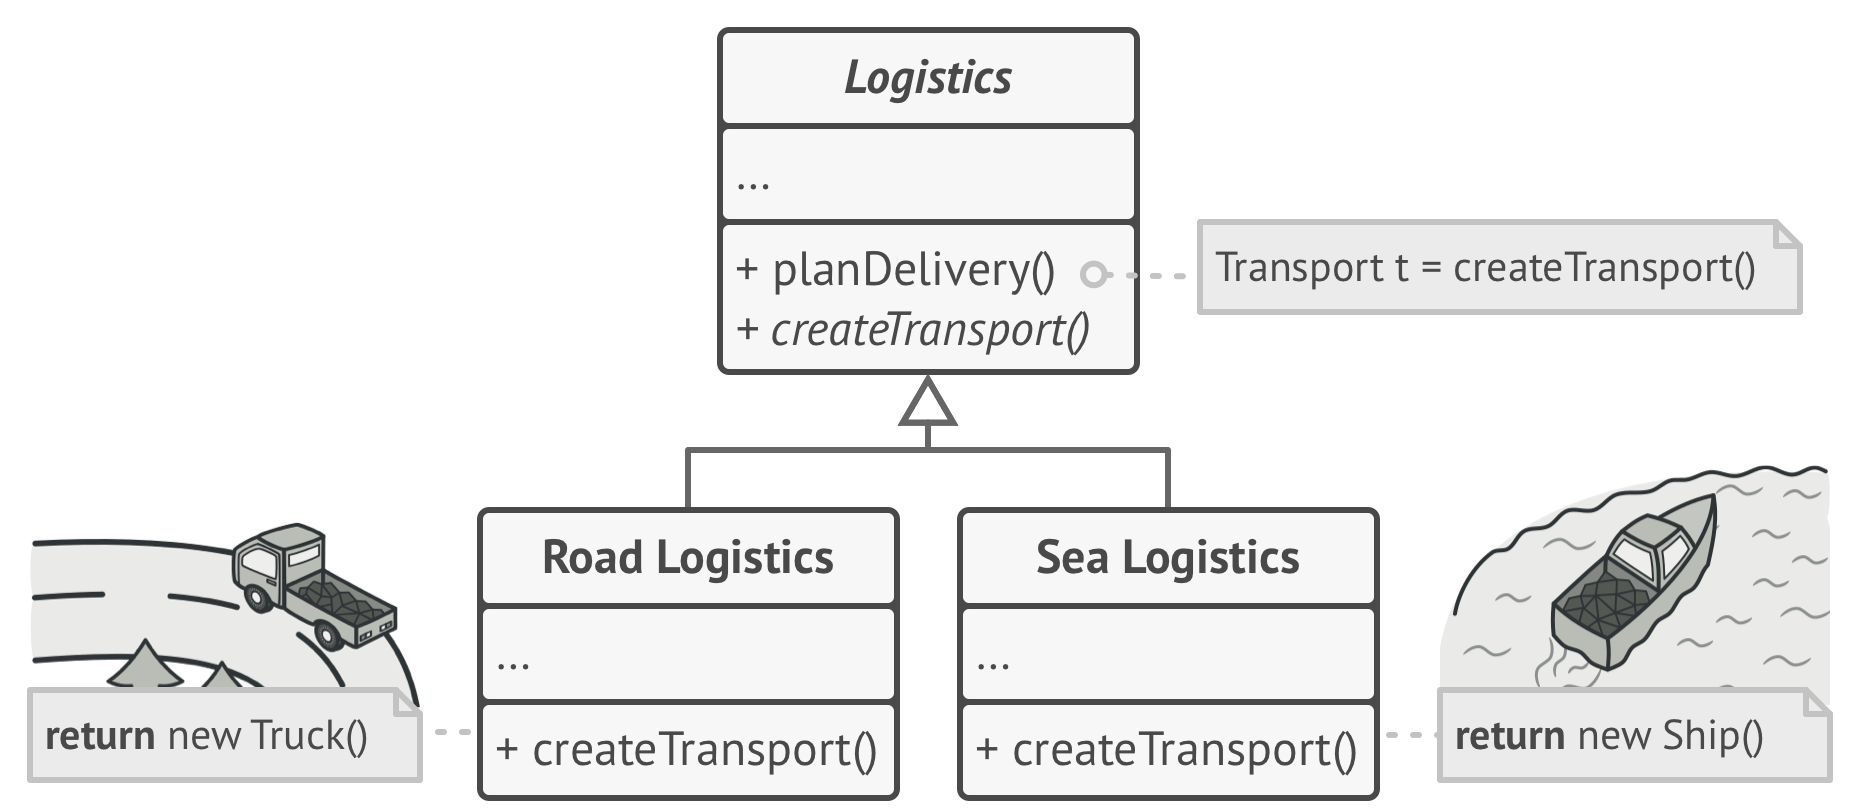 Logistics
...
+ planDelivery()
+ createTransport()
Transport t = createTransport()
Road Logistics
...
+ createTransport()
return new Truck()
Sea Logistics
...
+ createTransport()
return new Ship()